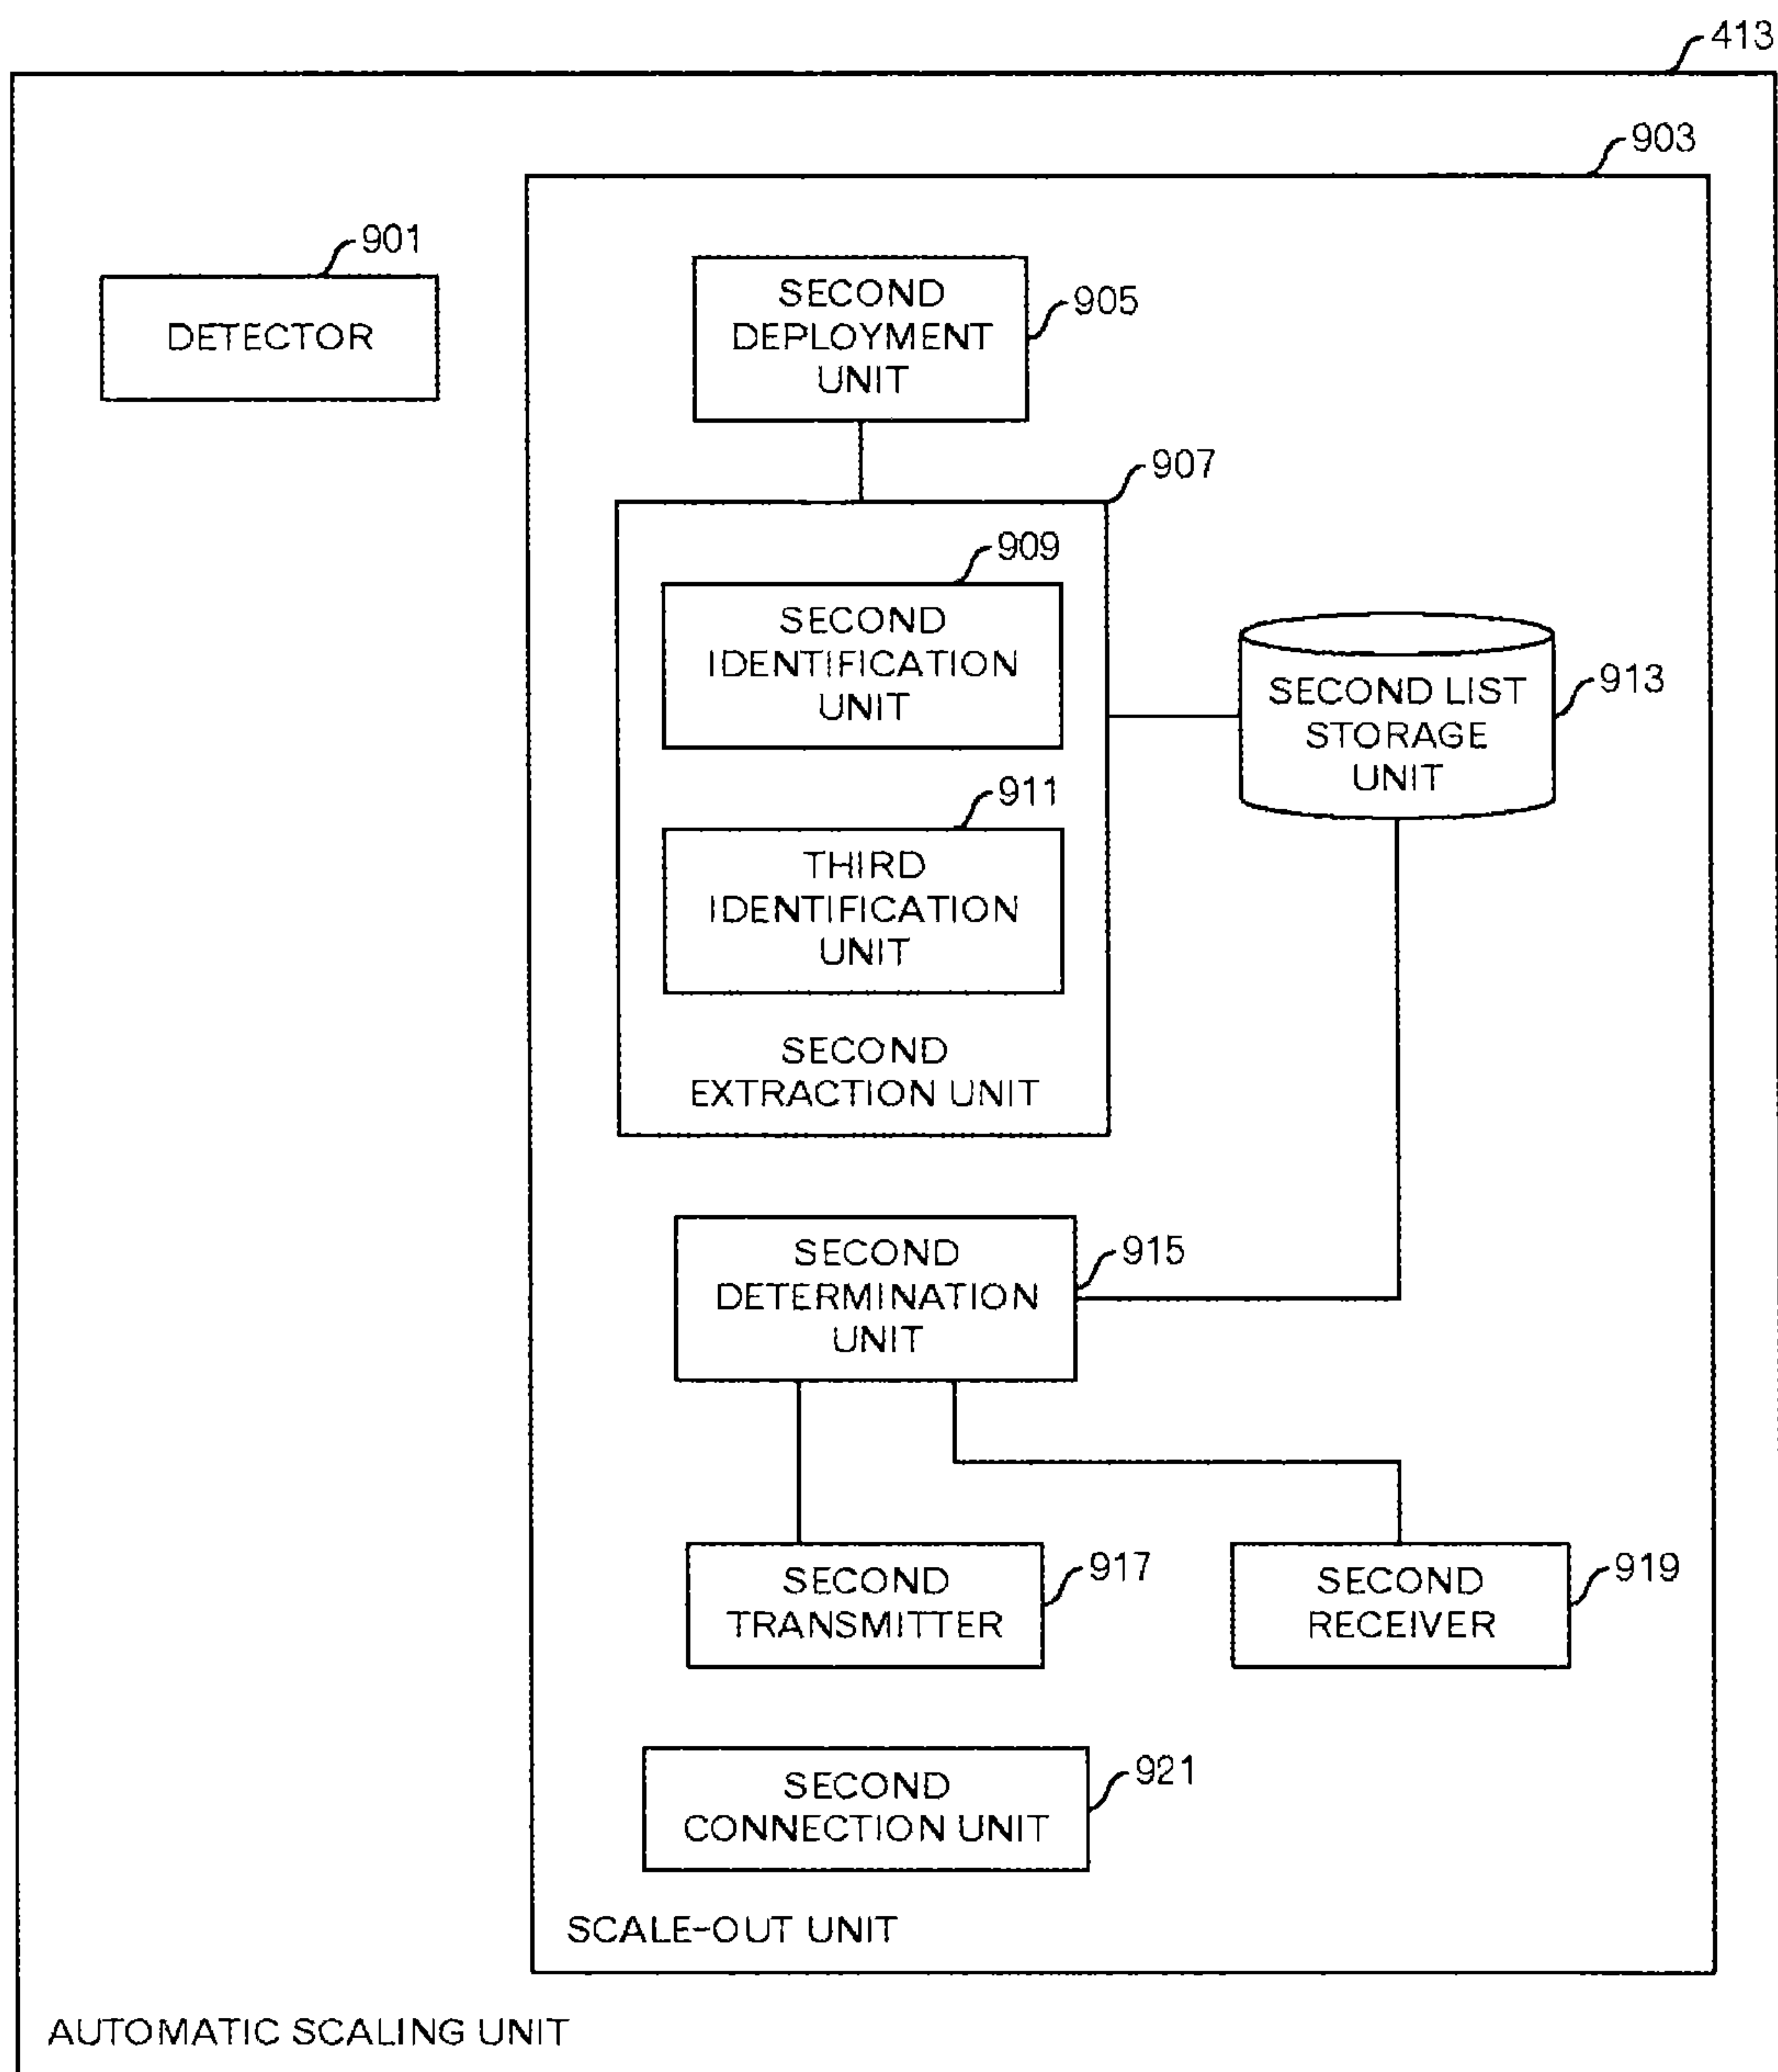 413
903
901
DETECTOR
SECOND
DEPLOYMENT
UNIT
905
907
909
SECOND
IDENTIFICATION
UNIT
911
THIRD
IDENTIFICATION
UNIT
SECOND
EXTRACTION UNIT
SECOND LIST
STORAGE
UNIT
913
SECOND
DETERMINATION
UNIT
915
SECOND
TRANSMITTER
917
SECOND
RECEIVER
919
SECOND
CONNECTION UNIT
921
SCALE-OUT UNIT
AUTOMATIC SCALING UNIT